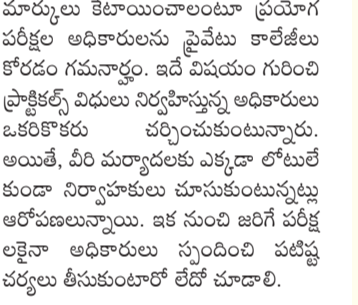 మార్కులు కేటాయించాలంటూ ప్రయోగ
పరీక్షల అధికారులను ప్రైవేటు కాలేజీలు
కోరడం గమనార్హం. ఇదే విషయం గురించి
ప్రాక్టికల్స్ విధులు నిర్వహిస్తున్న అధికారులు
ఒకరికొకరు చర్చించుకుంటున్నారు.
అయితే, వీరి మర్యాదలకు ఎక్కడా లోటులే
కుండా నిర్వాహకులు చూసుకుంటున్నట్లు
ఆరోపణలున్నాయి. ఇక నుంచి జరిగే పరీక్ష
లకైనా అధికారులు స్పందించి పటిష్ట
చర్యలు తీసుకుంటారో లేదో చూడాలి.